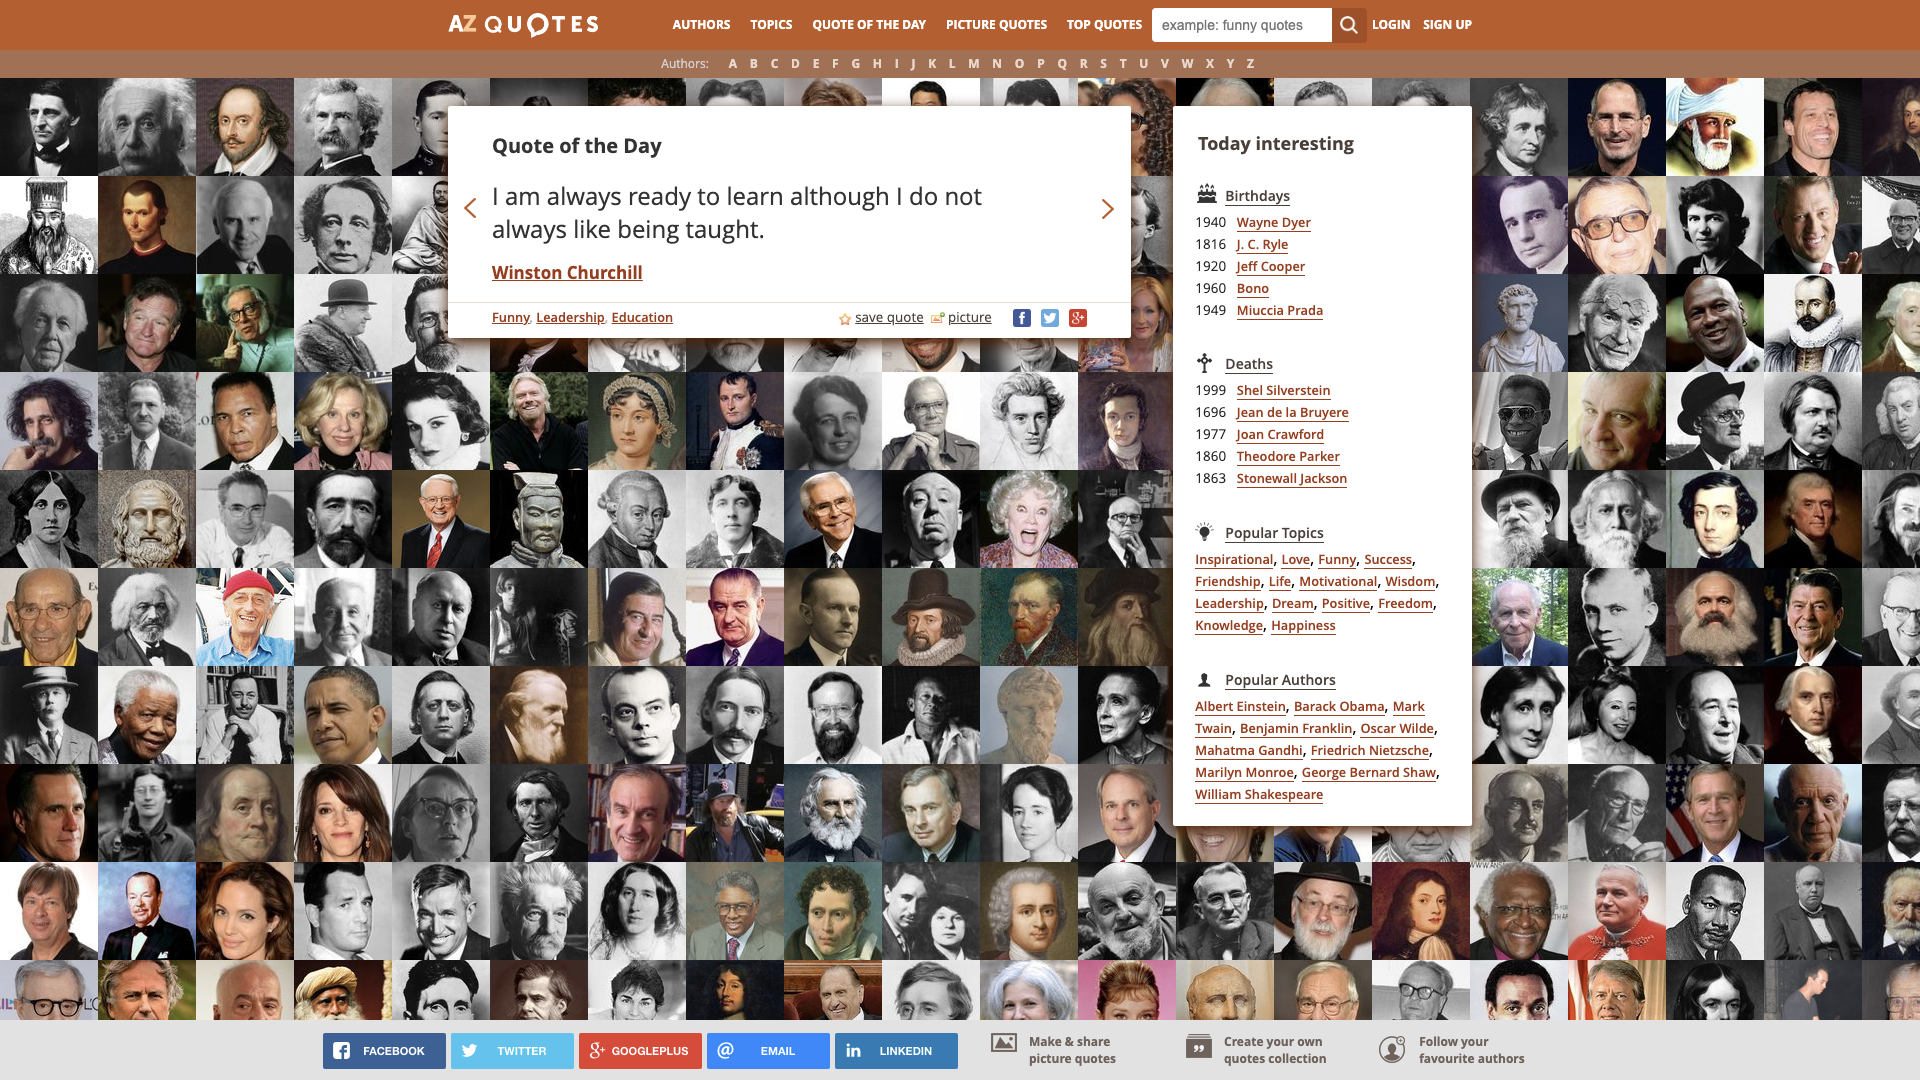 AZ QUOTES
AUTHORS TOPICS QUOTE OF THE DAY PICTURE QUOTES TOP QUOTES example: funny quotes LOGIN SIGN UP
Authors: A B C D E F G H I J K L M N O P Q R S T U V W X Y Z
Quote of the Day
I am always ready to learn although I do not
always like being taught.
Winston Churchill
Funny, Leadership, Education save quote picture
Today interesting
Birthdays
1940 Wayne Dyer
1816 J. C. Ryle
1920 Jeff Cooper
1960 Bono
1949 Miuccia Prada
Deaths
1999 Shel Silverstein
1696 Jean de la Bruyere
1977 Joan Crawford
1860 Theodore Parker
1863 Stonewall Jackson
Popular Topics
Inspirational, Love, Funny, Success,
Friendship, Life, Motivational, Wisdom,
Leadership, Dream, Positive, Freedom,
Knowledge, Happiness
Popular Authors
Albert Einstein, Barack Obama, Mark
Twain, Benjamin Franklin, Oscar Wilde,
Mahatma Gandhi, Friedrich Nietzsche,
Marilyn Monroe, George Bernard Shaw,
William Shakespeare
FACEBOOK TWITTER GOOGLEPLUS EMAIL LINKEDIN
Make & share
picture quotes
Create your own
quotes collection
Follow your
favourite authors